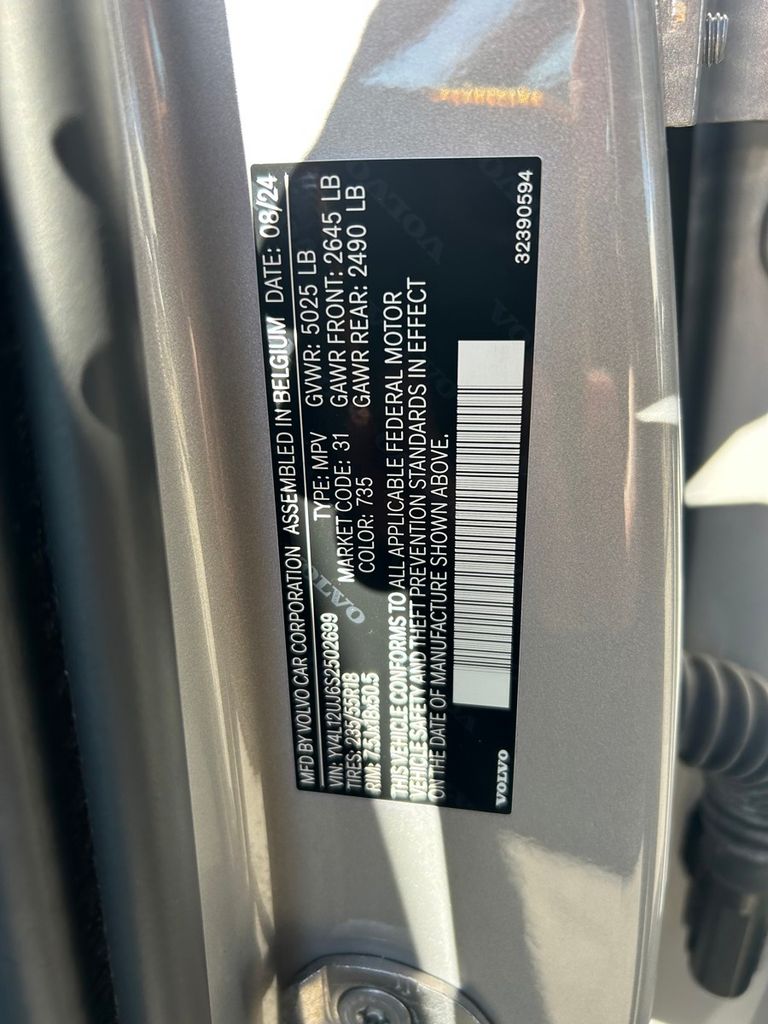 MFD BY VOLVO CAR CORPORATION ASSEMBLED IN BELGIUM DATE: 08/24
VIN: YV4L12UJ6S2502699 TYPE: MPV GVWR: 5025 LB
TIRES: 235/55R18 MARKET CODE: 31 GAWR FRONT: 2645 LB
RIM: 7.5Jx18x50.5 COLOR: 735 GAWR REAR: 2490 LB
THIS VEHICLE CONFORMS TO ALL APPLICABLE FEDERAL MOTOR
VEHICLE SAFETY AND THEFT PREVENTION STANDARDS IN EFFECT
ON THE DATE OF MANUFACTURE SHOWN ABOVE.
VOLVO 32390594